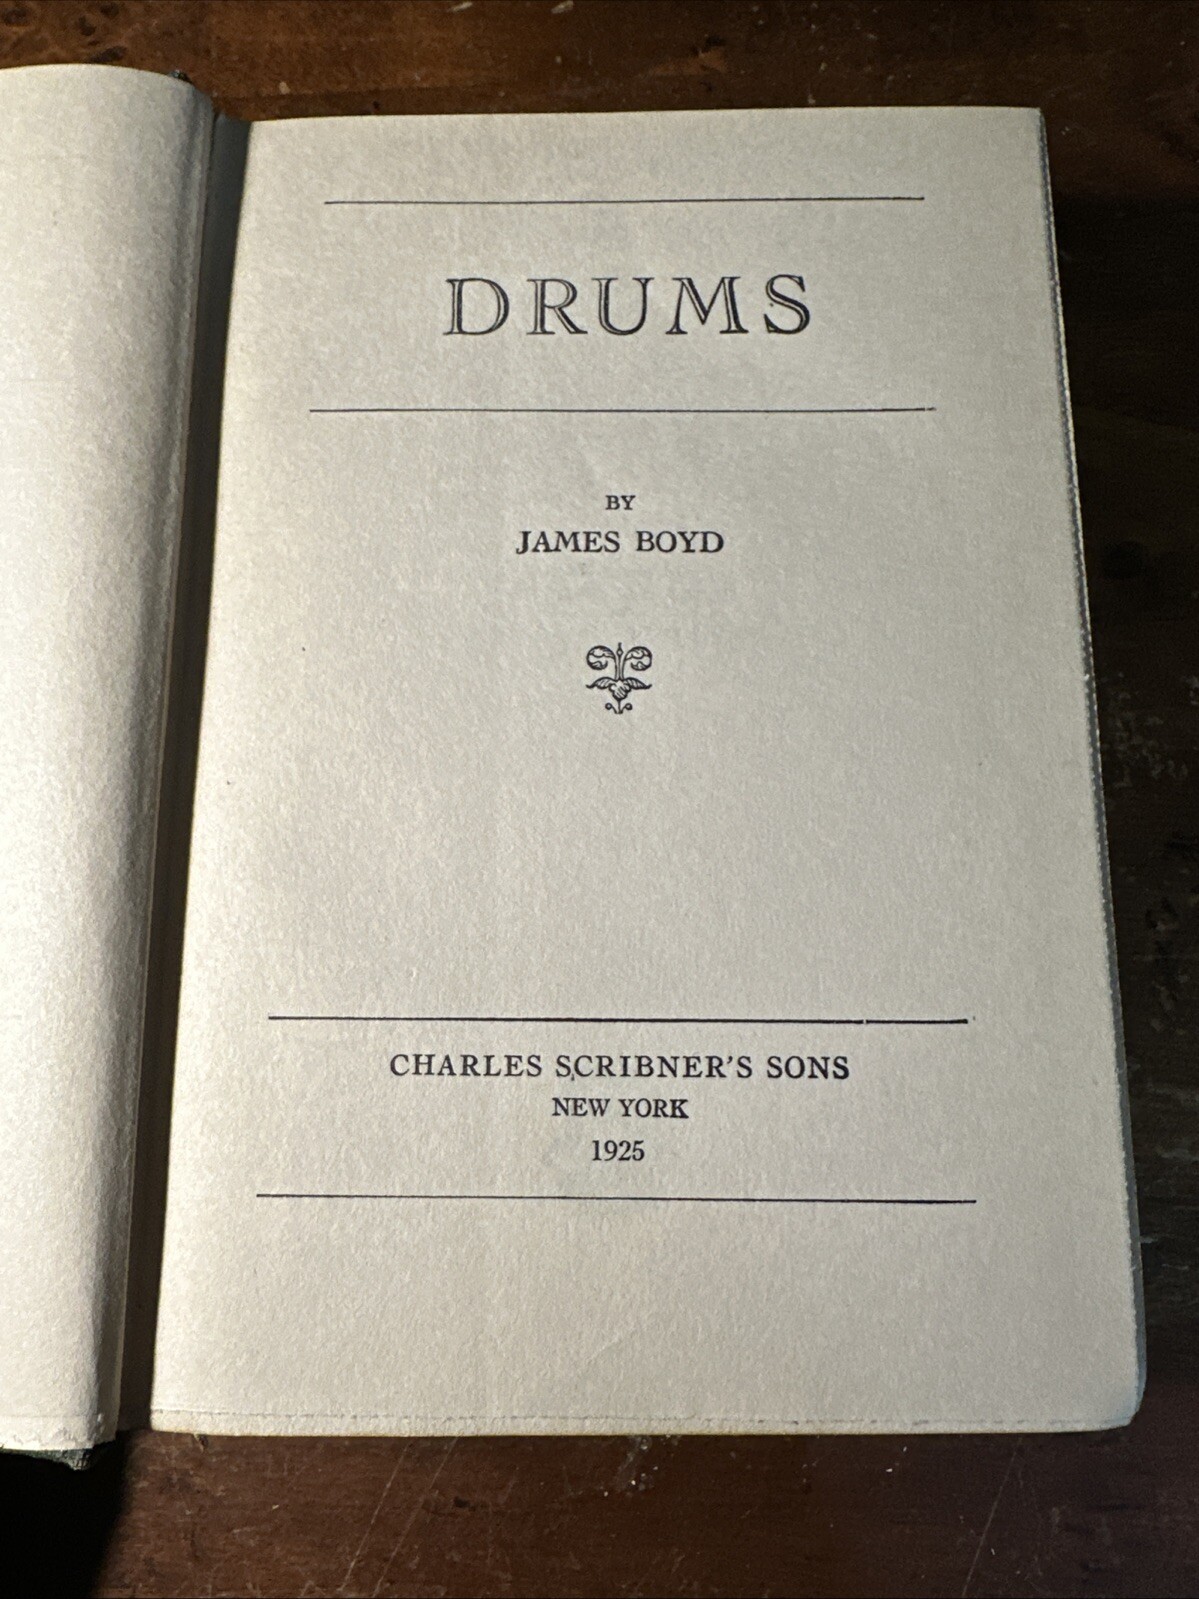 DRUMS
BY
JAMES BOYD
CHARLES SCRIBNER'S SONS
NEW YORK
1925